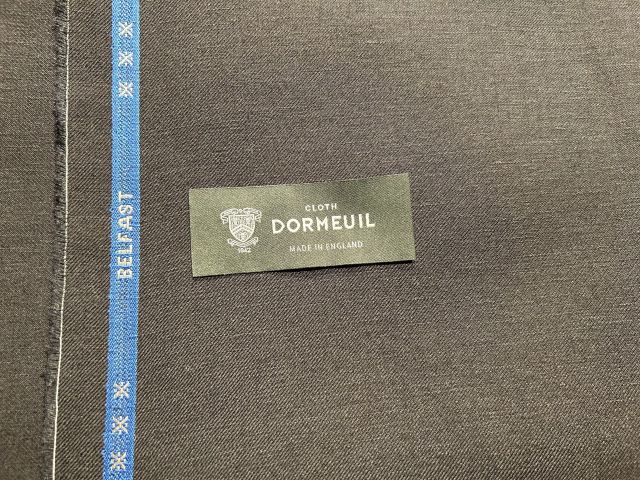 BELFAST
CLOTH
DORMEUIL
MADE IN ENGLAND
1842